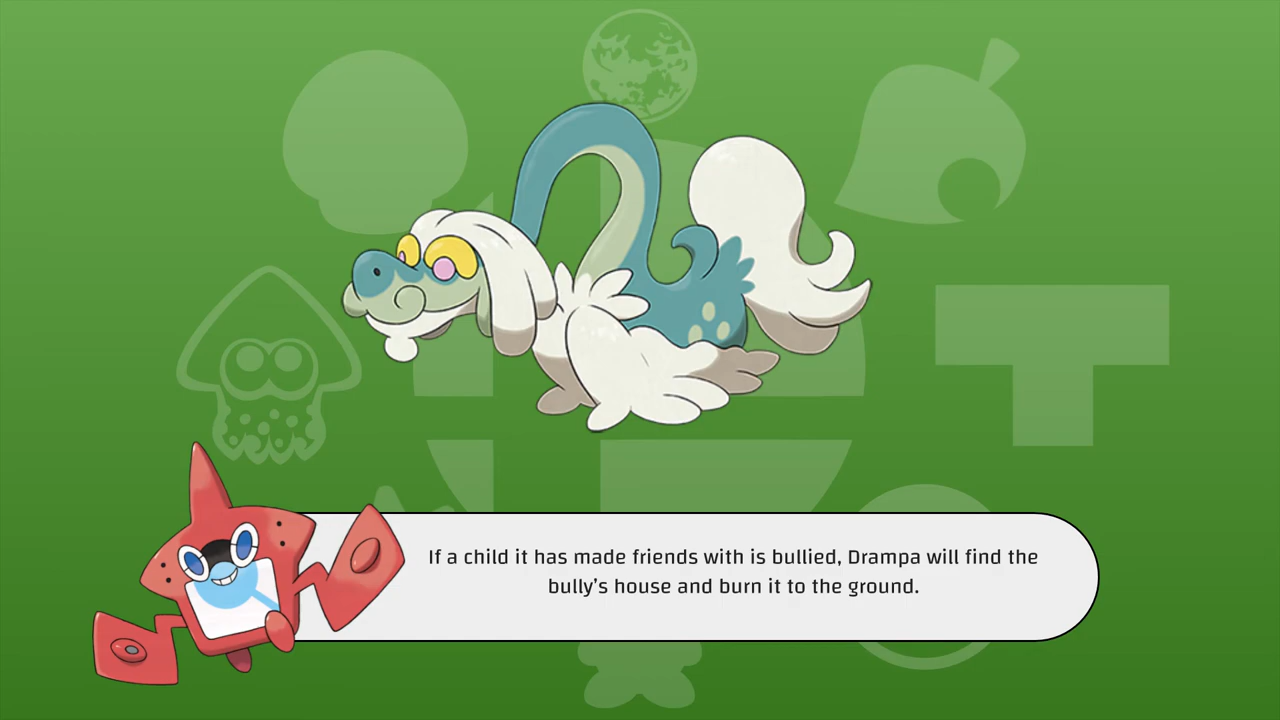 If a child it has made friends with is bullied, Drampa will find the
bully’s house and burn it to the ground.